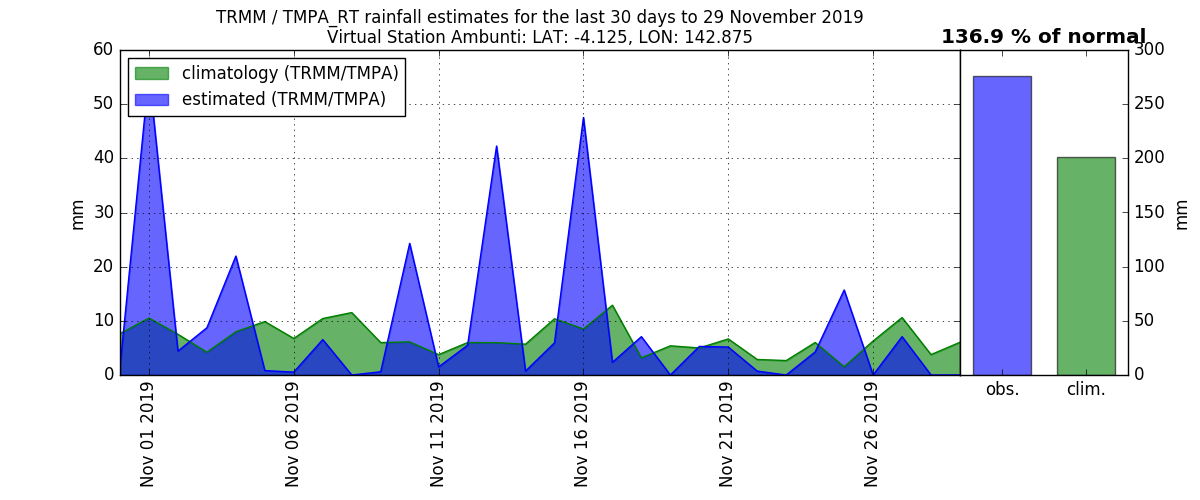 TRMM / TMPA_RT rainfall estimates for the last 30 days to 29 November 2019
Virtual Station Ambunti: LAT: -4.125, LON: 142.875
136.9 % of normal
climatology (TRMM/TMPA)
estimated (TRMM/TMPA)
60
50
40
30
20
10
0
mm
Nov 01 2019
Nov 06 2019
Nov 11 2019
Nov 16 2019
Nov 21 2019
Nov 26 2019
300
250
200
150
100
50
0
mm
obs.
clim.